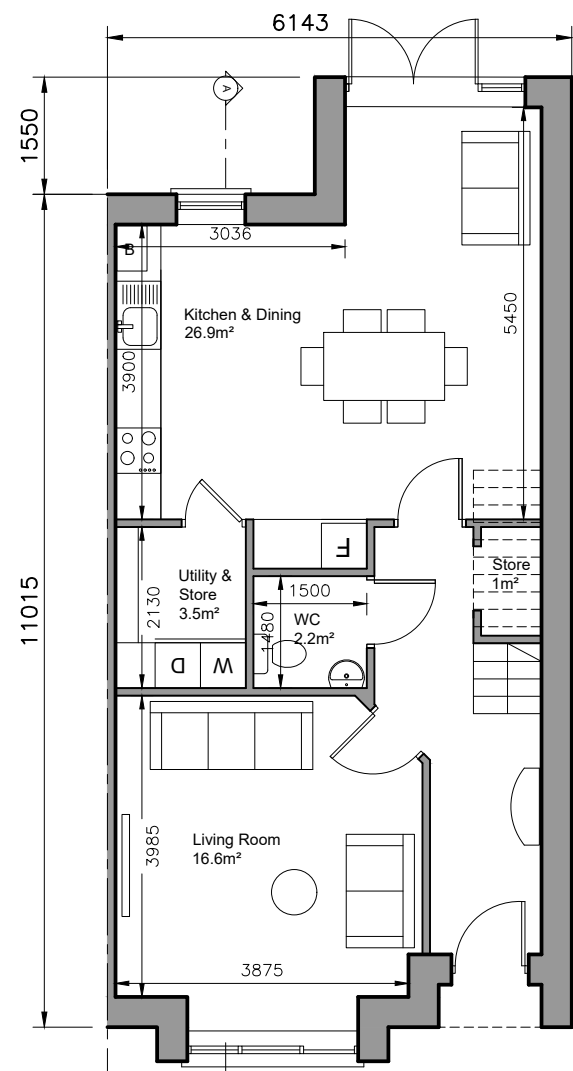 6143
1550
A
3036
B
Kitchen & Dining
26.9m²
5450
3900
11015
F
Store
1m²
Utility &
Store
3.5m²
2130
1500
WC
2.2m²
1480
D
W
Living Room
16.6m²
3985
3875